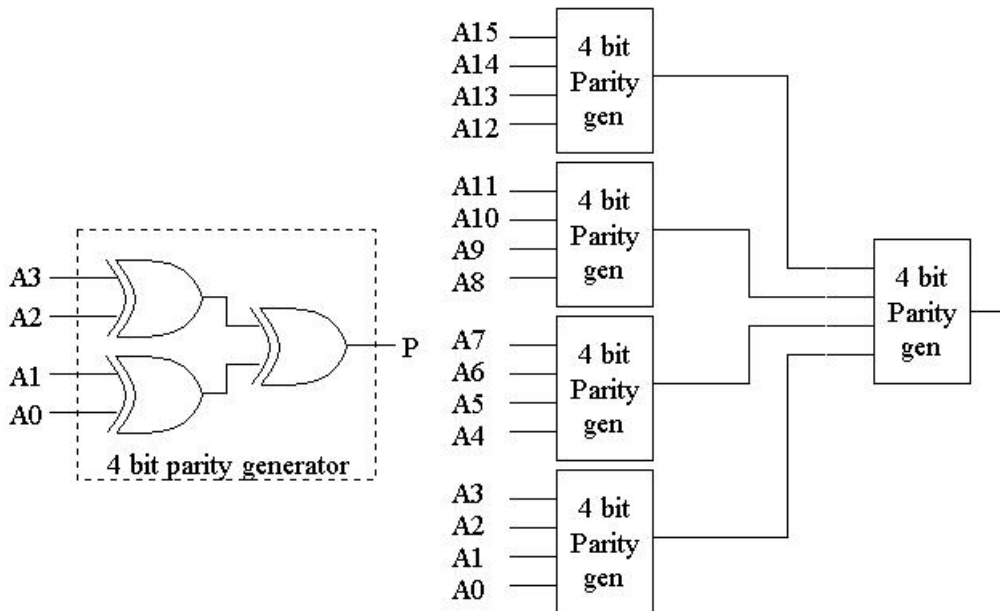 A3
A2
A1
A0
P
4 bit parity generator
A15
A14
A13
A12
4 bit
Parity
gen
A11
A10
A9
A8
4 bit
Parity
gen
A7
A6
A5
A4
4 bit
Parity
gen
A3
A2
A1
A0
4 bit
Parity
gen
4 bit
Parity
gen